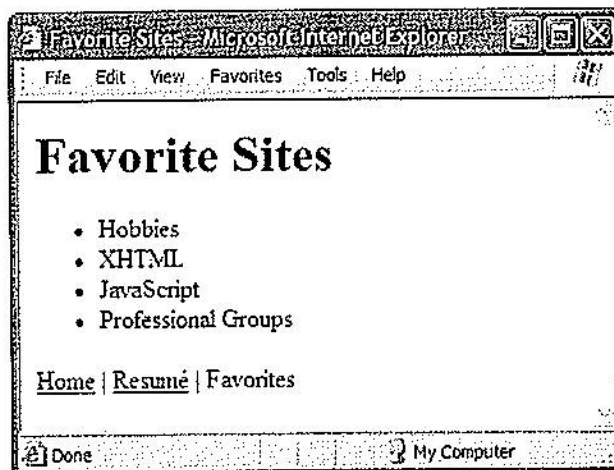 Favorite Sites - Microsoft Internet Explorer
File Edit View Favorites Tools Help
Favorite Sites
• Hobbies
• XHTML
• JavaScript
• Professional Groups
Home | Resumé | Favorites
Done My Computer